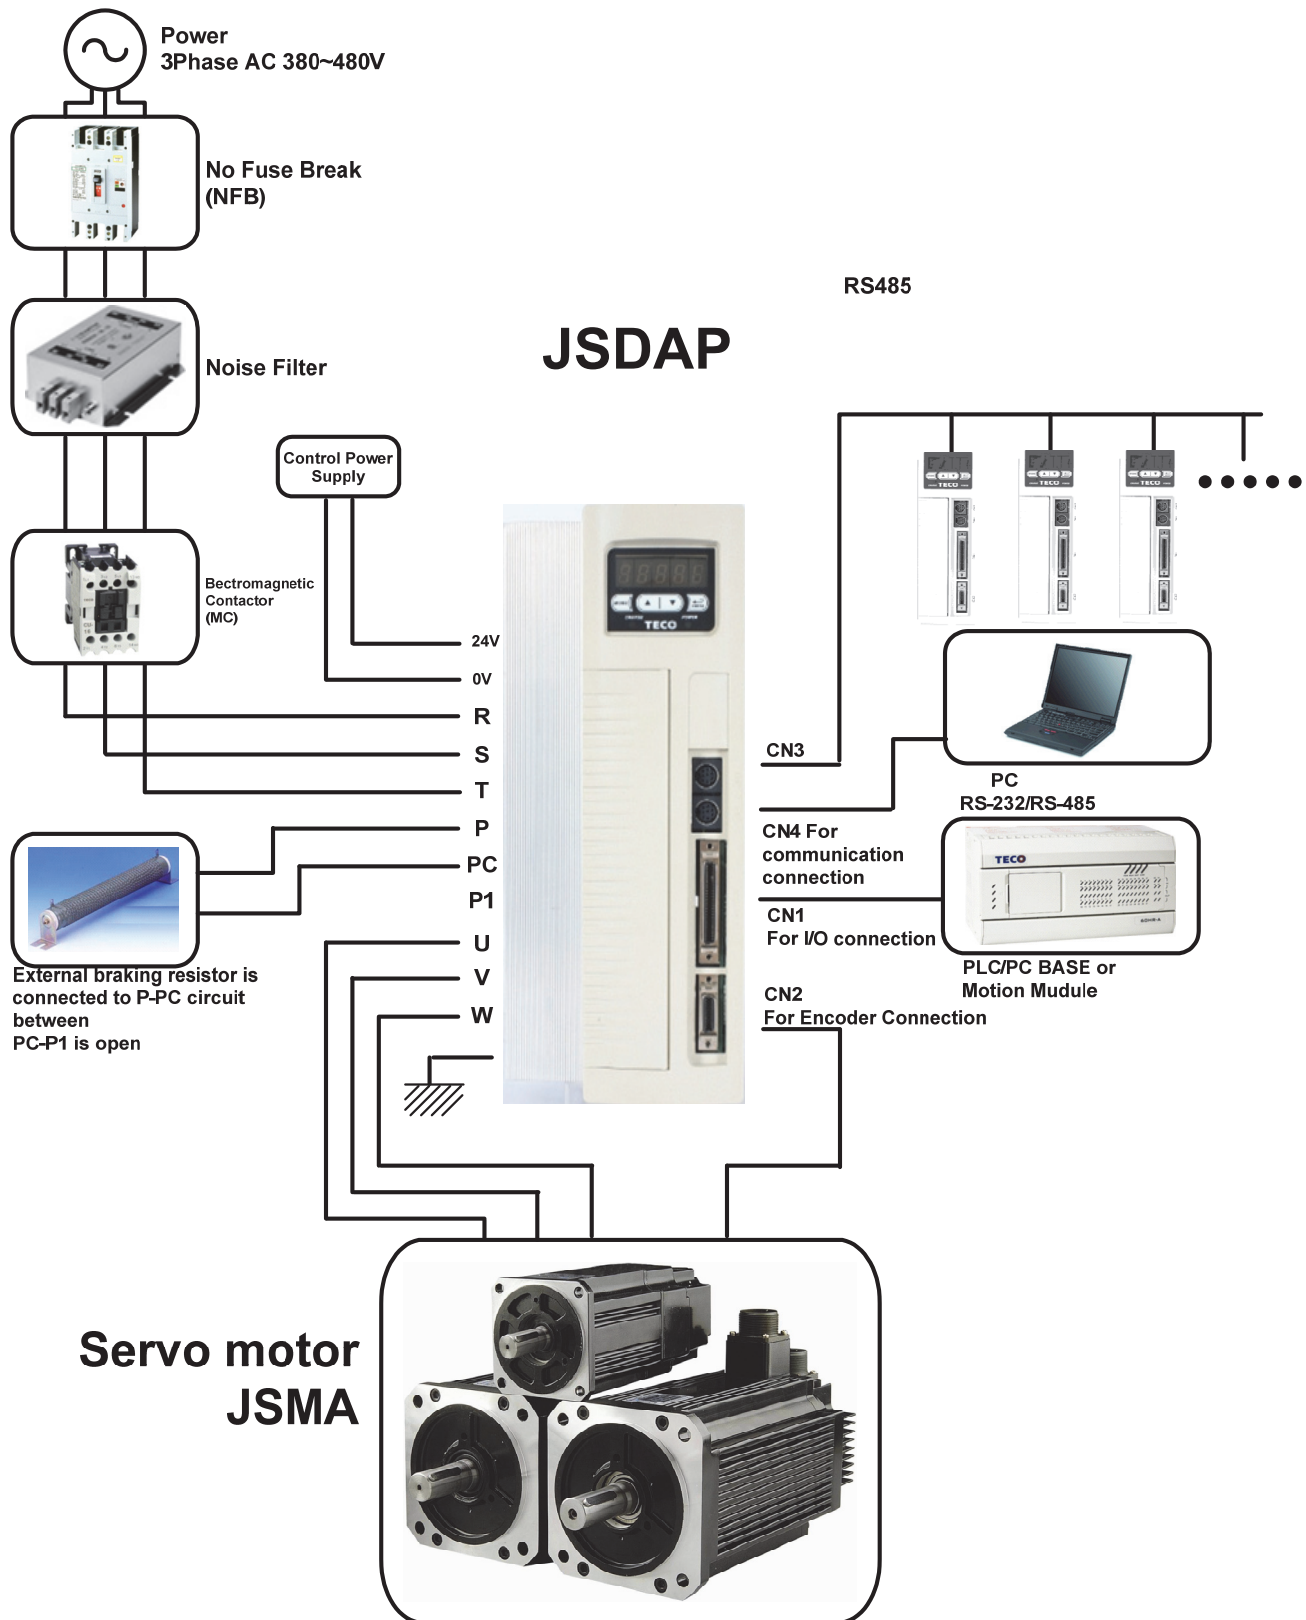 Power
3Phase AC 380~480V
No Fuse Break
(NFB)
RS485
JSDAP
Noise Filter
Control Power
Supply
TECO
TECO
TECO
Bectromagnetic
Contactor
(MC)
TECO
24V
0V
R
S
T
P
PC
P1
U
V
W
CN3
PC
RS-232/RS-485
CN4 For
communication
connection
TECO
CN1
For I/O connection
PLC/PC BASE or
Motion Mudule
CN2
For Encoder Connection
External braking resistor is
connected to P-PC circuit
between
PC-P1 is open
Servo motor
JSMA